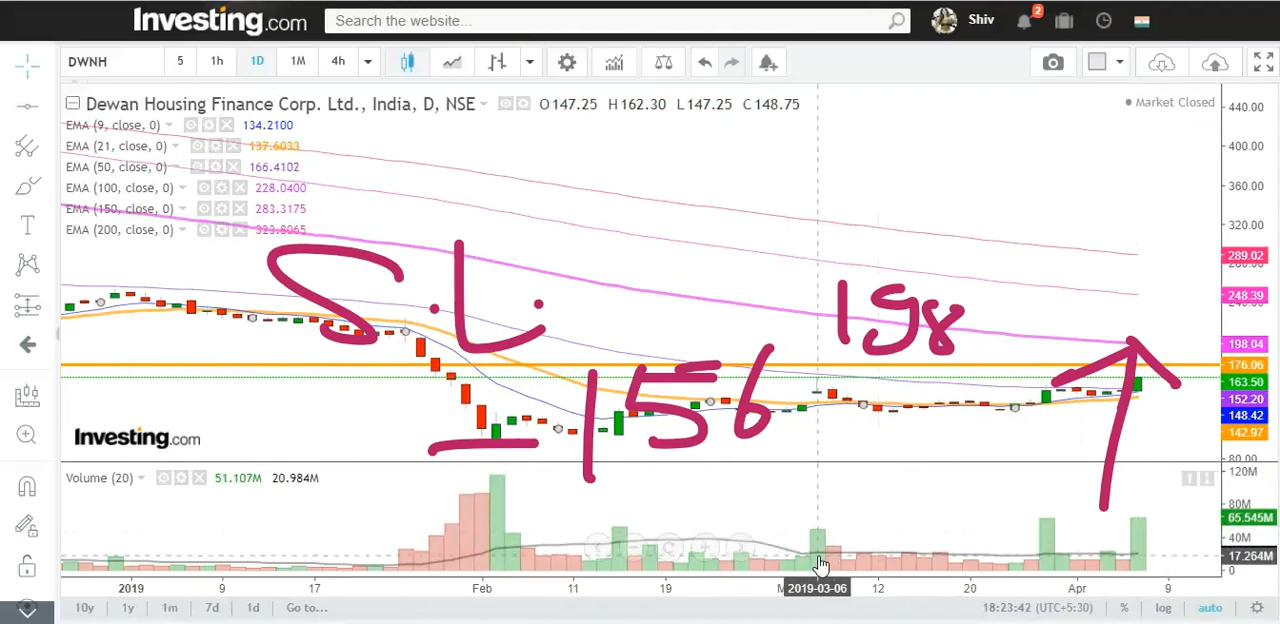 Investing.com
Search the website...
Shiv
2
DWNH
5
1h
1D
1M
4h
Dewan Housing Finance Corp. Ltd., India, D, NSE
O147.25 H162.30 L147.25 C148.75
Market Closed
EMA (9, close, 0)
134.2100
EMA (21, close, 0)
137.6033
EMA (50, close, 0)
166.4102
EMA (100, close, 0)
228.0400
EMA (150, close, 0)
283.3175
EMA (200, close, 0)
323.8065
440.00
400.00
360.00
320.00
289.02
248.39
198.04
176.06
163.50
152.20
148.42
142.97
80.00
S.L:
156
198
Investing.com
Volume (20)
51.107M 20.984M
120M
80M
65.545M
40M
17.264M
0
2019
9
17
Feb
11
19
2019-03-06
12
20
Apr
9
10y
1y
1m
7d
1d
Go to...
18:23:42 (UTC+5:30)
%
log
auto